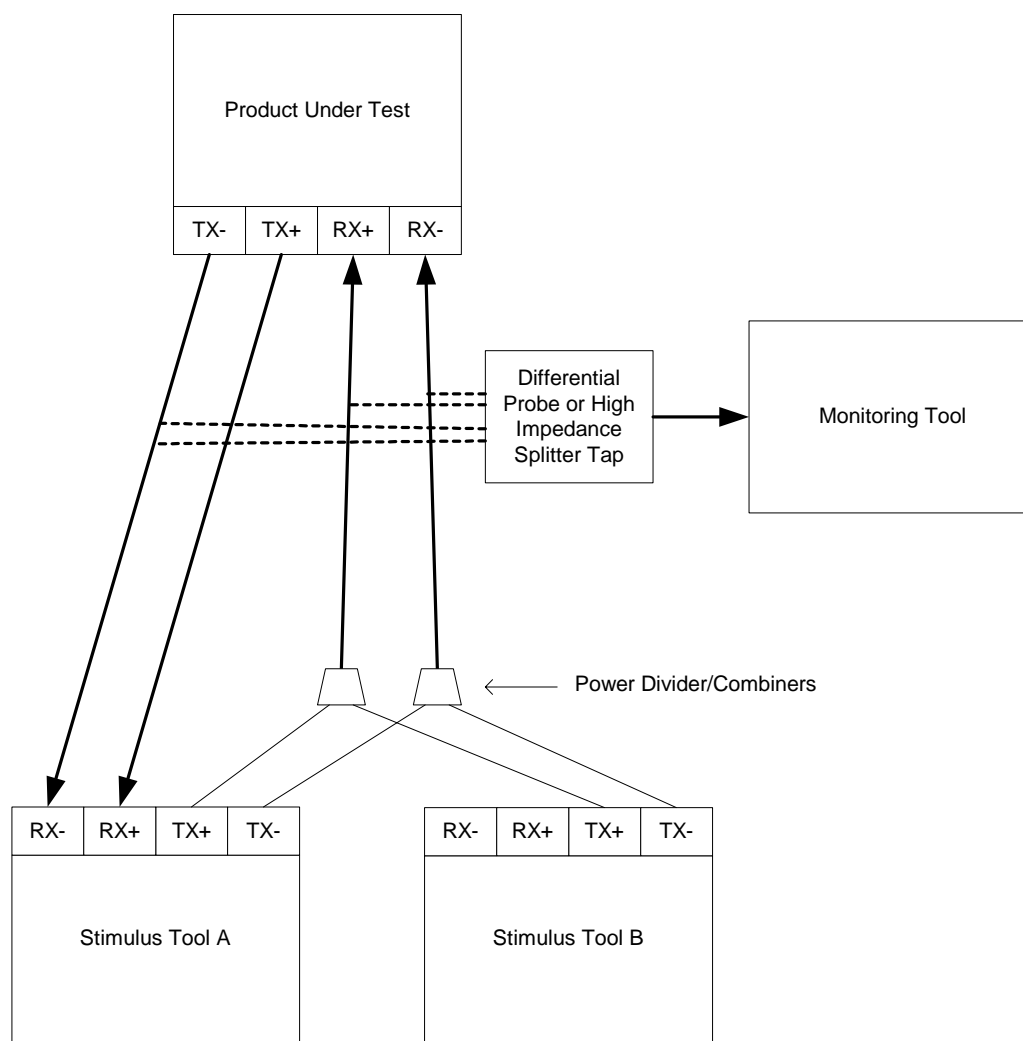 Product Under Test
TX- TX+ RX+ RX-
Differential
Probe or High
Impedance
Splitter Tap
Monitoring Tool
Power Divider/Combiners
RX- RX+ TX+ TX-
RX- RX+ TX+ TX-
Stimulus Tool A
Stimulus Tool B